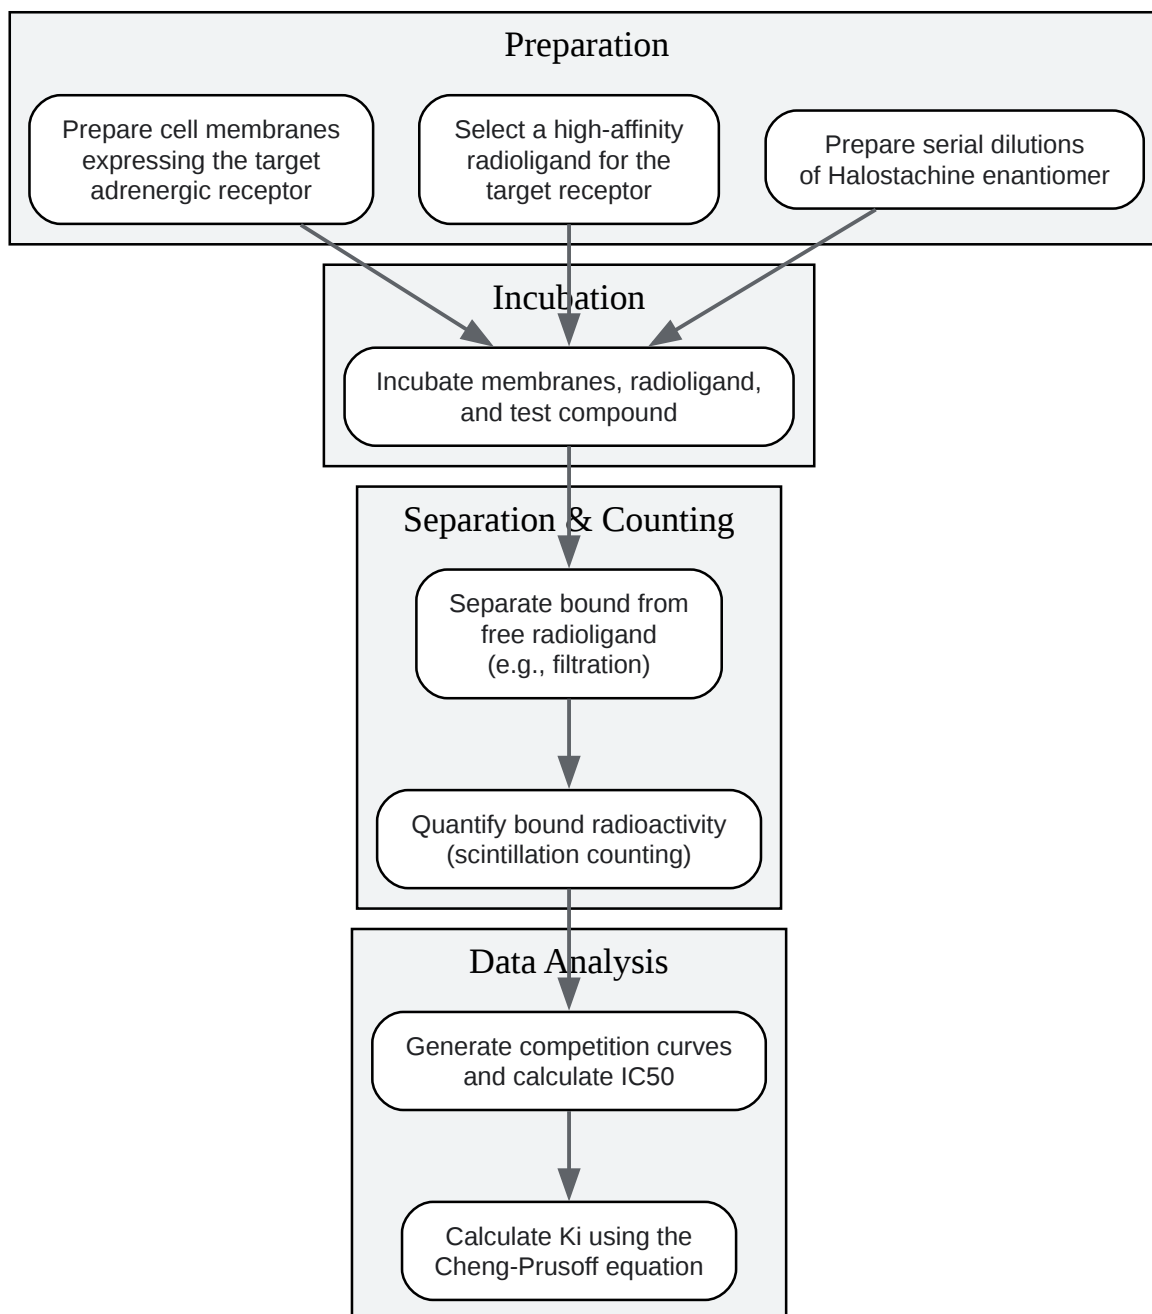 Preparation
Prepare cell membranes
expressing the target
adrenergic receptor
Select a high-affinity
radioligand for the
target receptor
Prepare serial dilutions
of Halostachine enantiomer
Incubation
Incubate membranes, radioligand,
and test compound
Separation & Counting
Separate bound from
free radioligand
(e.g., filtration)
Quantify bound radioactivity
(scintillation counting)
Data Analysis
Generate competition curves
and calculate IC50
Calculate Ki using the
Cheng-Prusoff equation